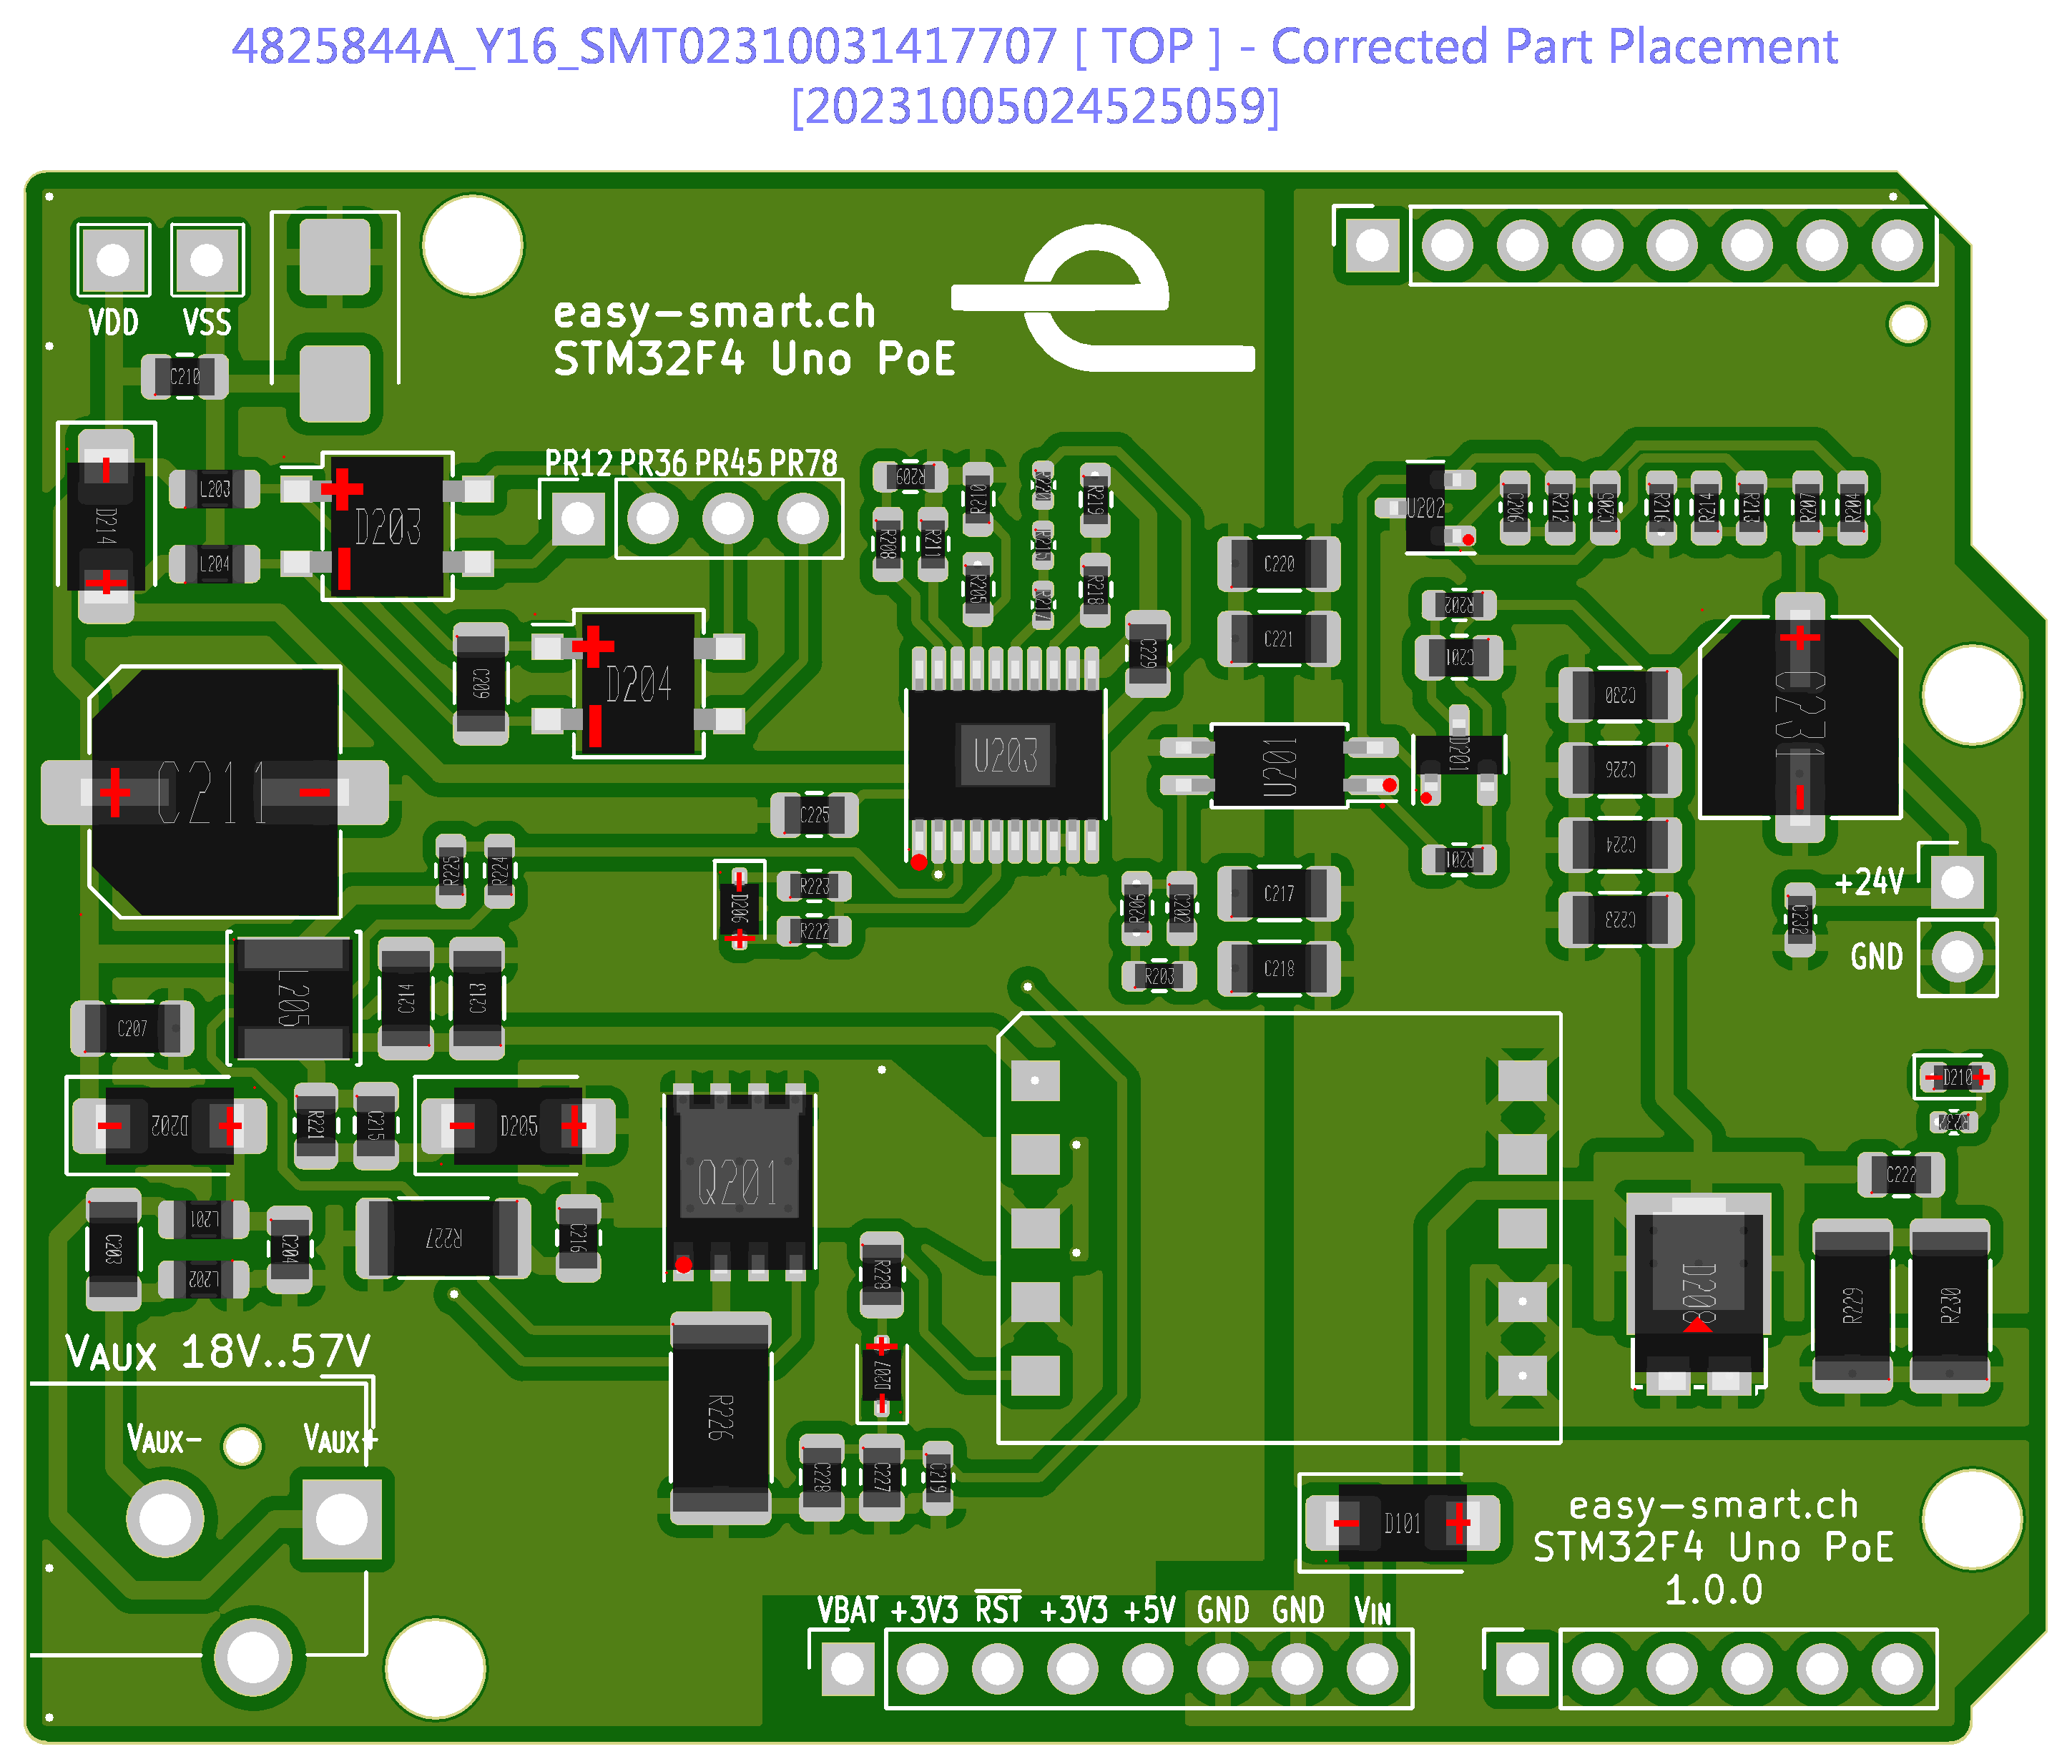 4825844A_Y16_SMT02310031417707 [ TOP ] - Corrected Part Placement
[20231005024525059]
VDD VSS
easy-smart.ch
STM32F4 Uno PoE
C210
PR12 PR36 PR45 PR78
L203
L204
D214
D203
C209
D204
R209
R210
R208
R211
R205
R220
R215
R217
R219
R218
C229
U203
C220
C221
U202
C206
R212
C205
R216
R214
R213
R207
R204
R202
C201
C230
C226
C224
C223
C231
C211
C225
U201
D201
R201
R225
R224
D206
R223
R222
R206
C202
R203
C217
C218
C232
+24V
GND
L205
C214
C213
C207
D202
R221
C215
D205
Q201
D210
C222
C203
L201
L202
C204
R227
C216
R228
D208
R229
R230
VAUX 18V..57V
R226
D207
VAUX- VAUX+
C228
C227
C219
D101
easy-smart.ch
STM32F4 Uno PoE
1.0.0
VBAT +3V3 RST +3V3 +5V GND GND VIN